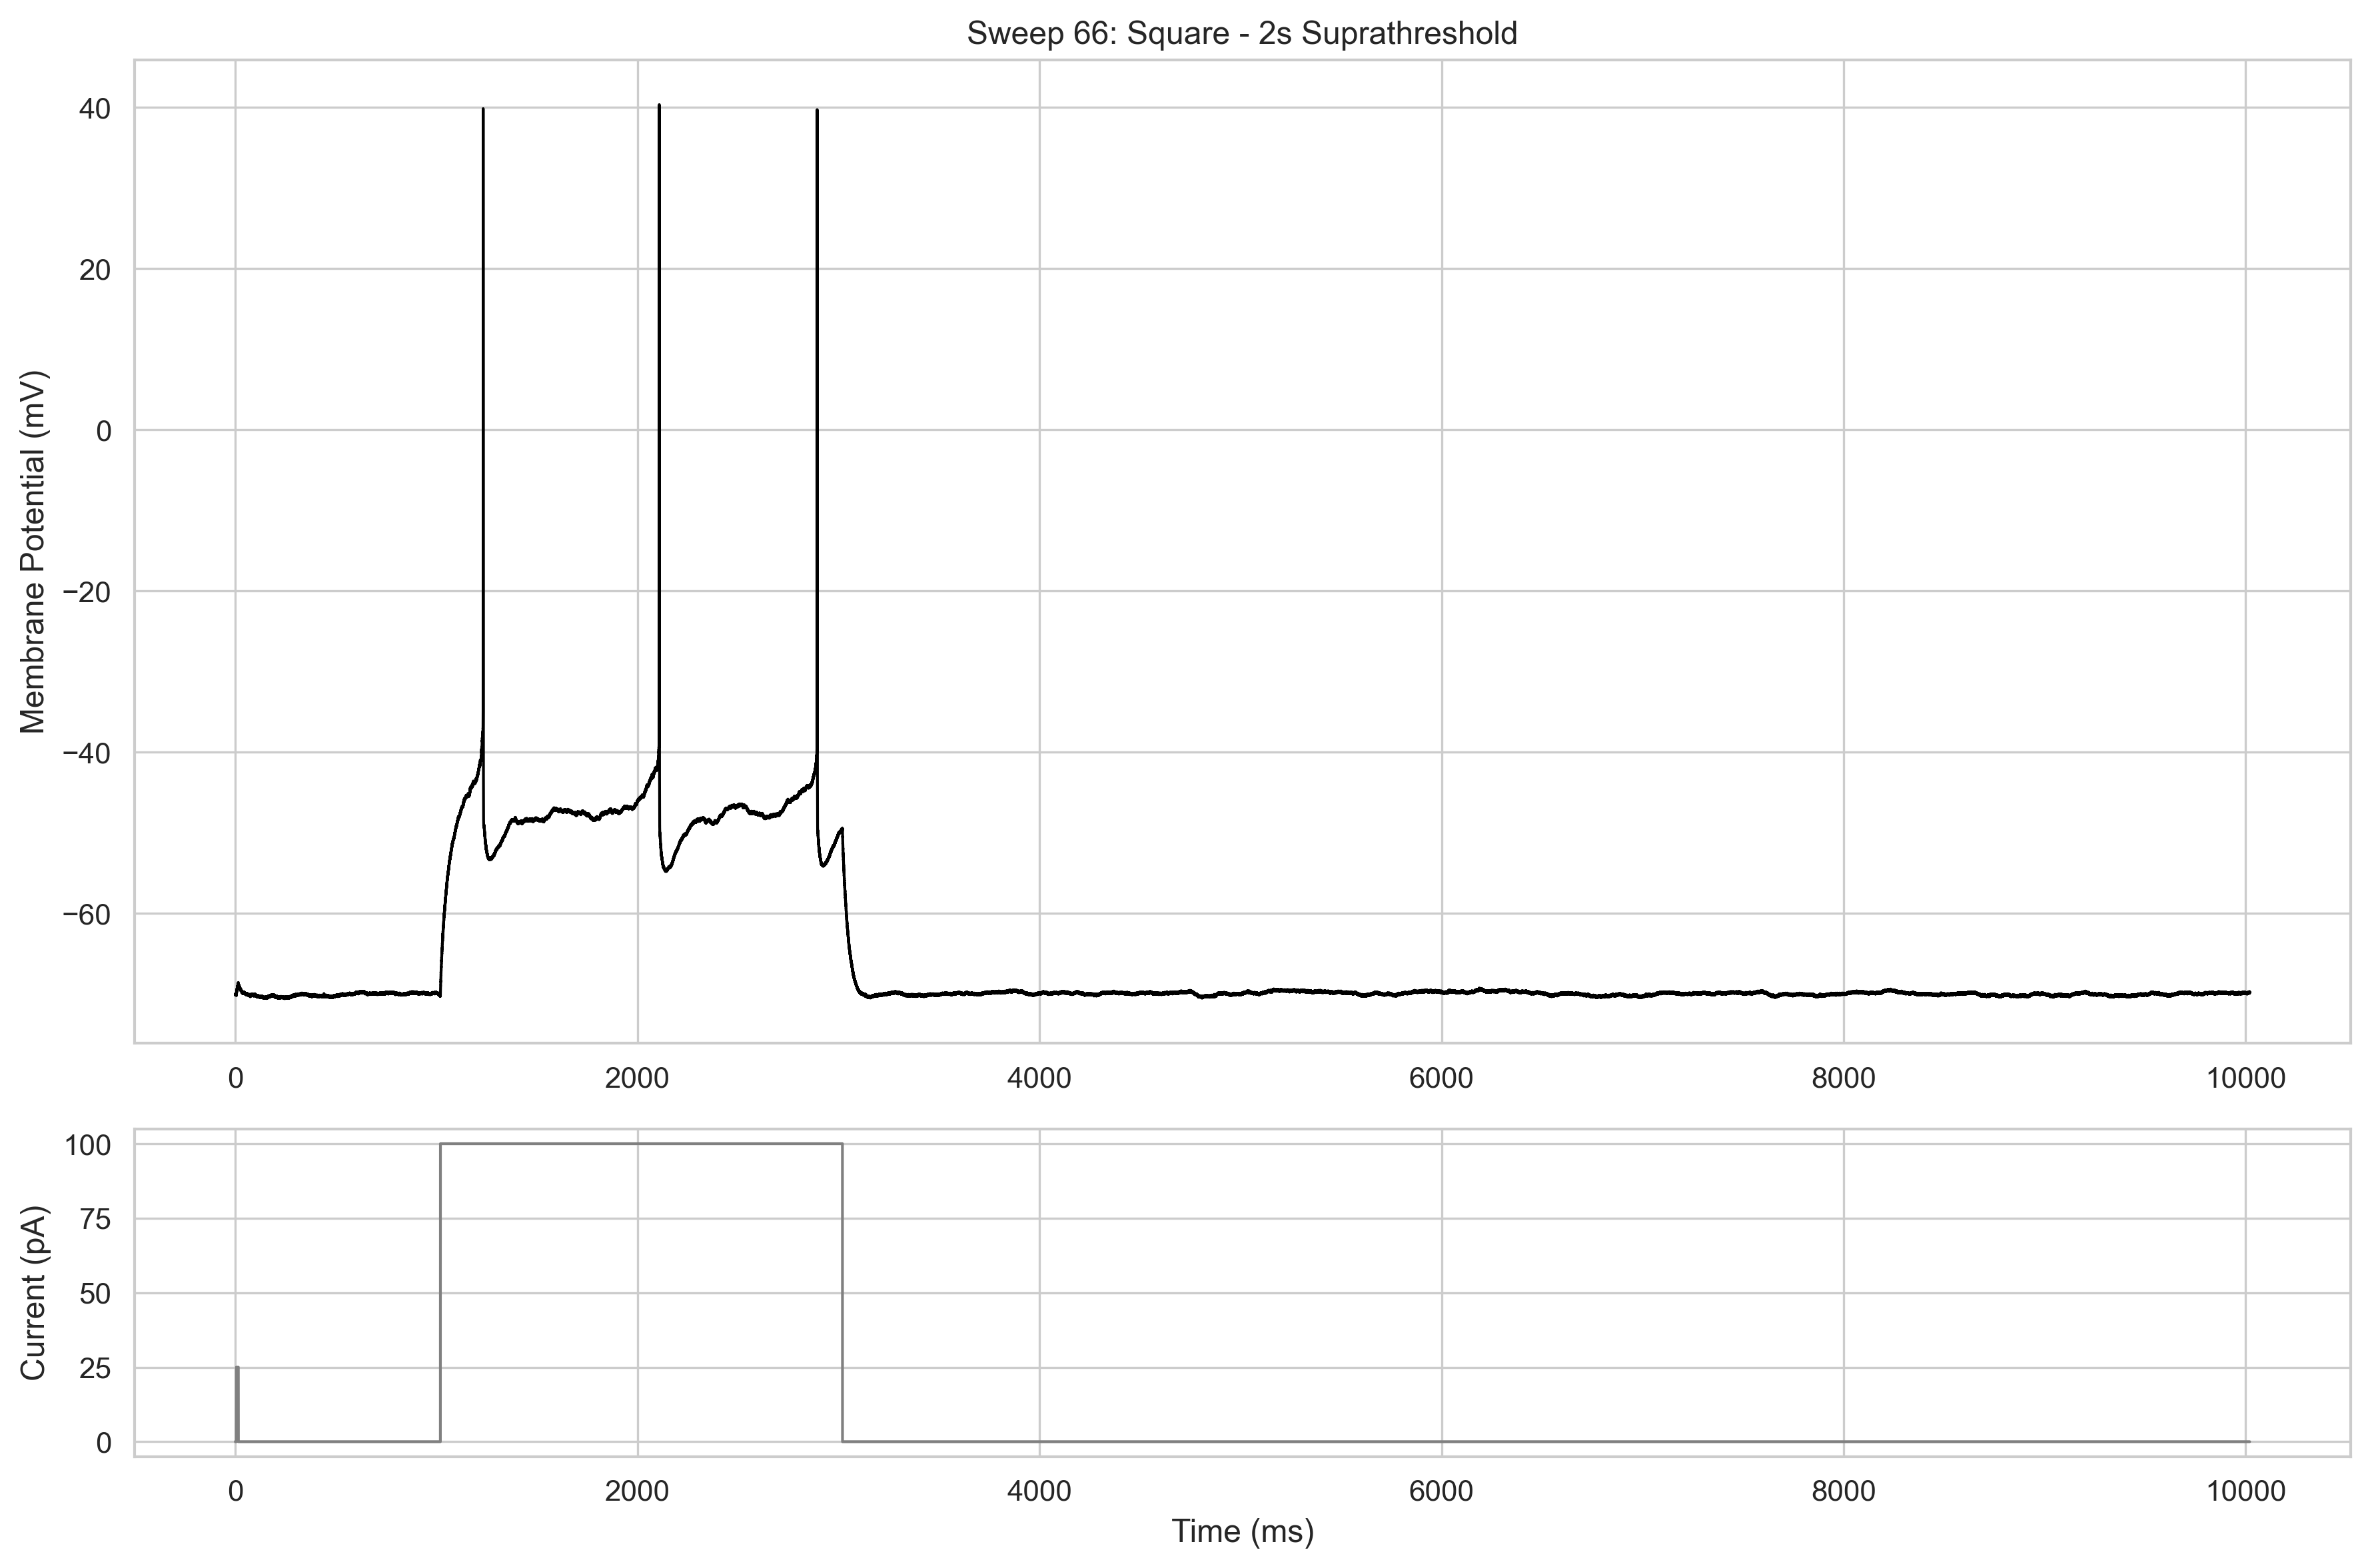 Sweep 66: Square - 2s Suprathreshold
Membrane Potential (mV)
40
20
0
−20
−40
−60
0 2000 4000 6000 8000 10000
Current (pA)
100
75
50
25
0
0 2000 4000 6000 8000 10000
Time (ms)